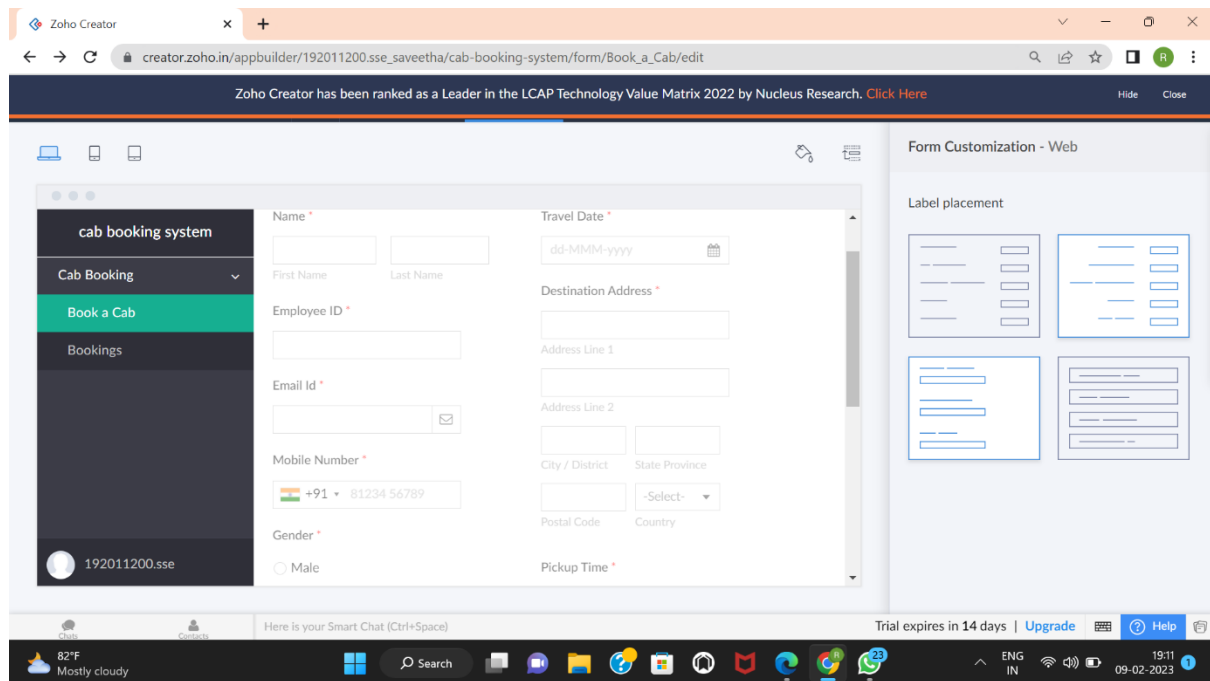 Zoho Creator
creator.zoho.in/appbuilder/192011200.sse_saveetha/cab-booking-system/form/Book_a_Cab/edit
R
Zoho Creator has been ranked as a Leader in the LCAP Technology Value Matrix 2022 by Nucleus Research. Click Here
Hide Close
Form Customization - Web
Label placement
cab booking system
Cab Booking
Book a Cab
Bookings
192011200.sse
Name *
First Name Last Name
Employee ID *
Email Id *
Mobile Number *
+91 81234 56789
Gender *
Male
Travel Date *
dd-MMM-yyyy
Destination Address *
Address Line 1
Address Line 2
City / District State Province
-Select-
Postal Code Country
Pickup Time *
Chats Contacts Here is your Smart Chat (Ctrl+Space) Trial expires in 14 days | Upgrade ? Help
82°F
Mostly cloudy
Search
23
ENG
IN
19:11
09-02-2023
1